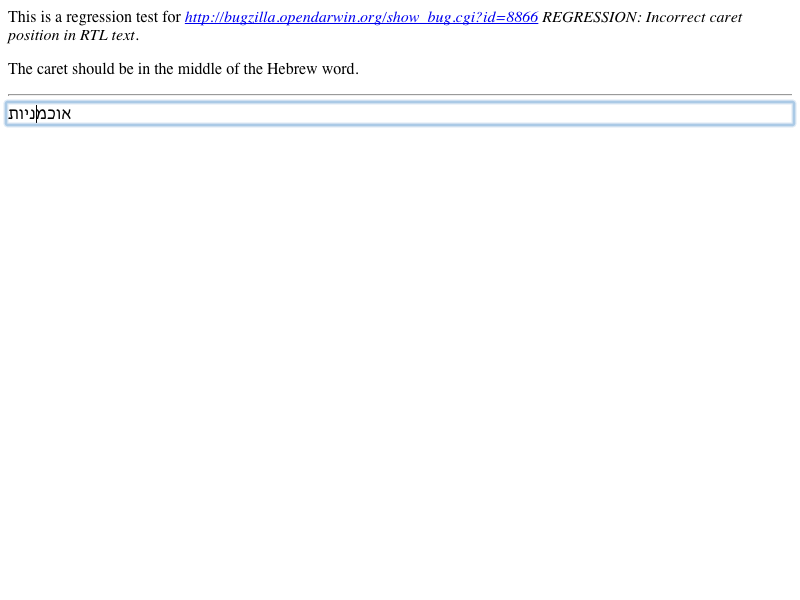 This is a regression test for http://bugzilla.opendarwin.org/show_bug.cgi?id=8866 REGRESSION: Incorrect caret
position in RTL text.
The caret should be in the middle of the Hebrew word.
אוכמניות